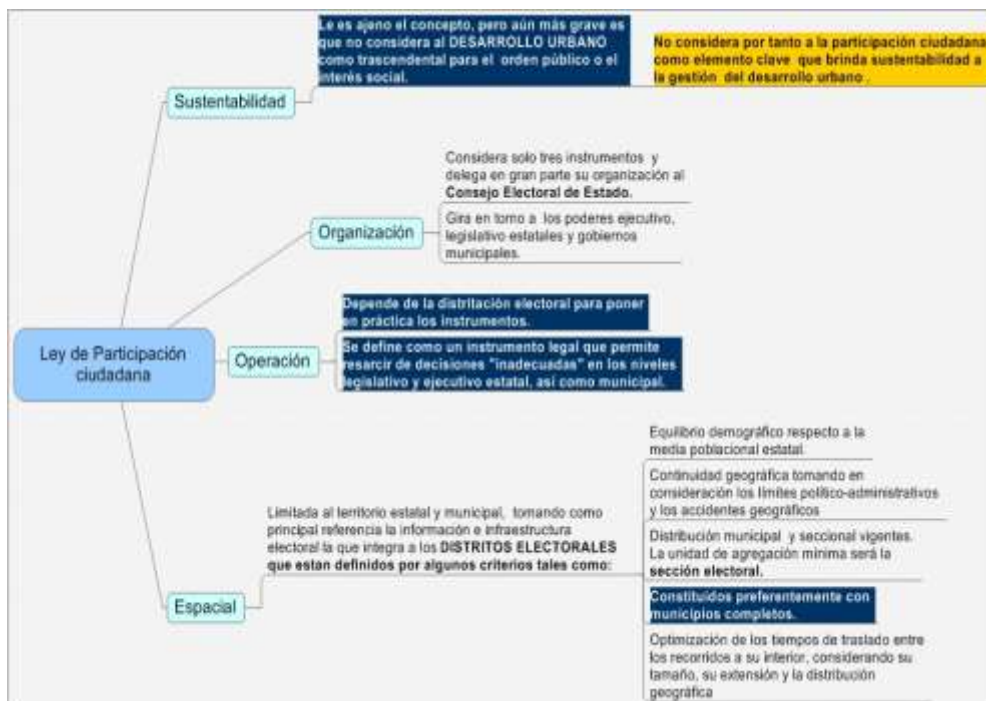 Le es ajeno el concepto, pero aún más grave es
que no considera al DESARROLLO URBANO
como trascendental para el orden público o el
interés social.
No considera por tanto a la participación ciudadana
como elemento clave que brinda sustentabilidad a
la gestión del desarrollo urbano .
Sustentabilidad
Considera solo tres instrumentos y
delega en gran parte su organización al
Consejo Electoral de Estado.
Gira en torno a los poderes ejecutivo,
legislativo estatales y gobiernos
municipales.
Organización
Depende de la distritación electoral para poner
en práctica los instrumentos.
Se define como un instrumento legal que permite
resarcir de decisiones "inadecuadas" en los niveles
legislativo y ejecutivo estatal, así como municipal.
Operación
Ley de Participación
ciudadana
Limitada al territorio estatal y municipal, tomando como
principal referencia la información e infraestructura
electoral la que integra a los DISTRITOS ELECTORALES
que estan definidos por algunos criterios tales como:
Espacial
Equilibrio demográfico respecto a la
media poblacional estatal.
Continuidad geográfica tomando en
consideración los límites político-administrativos
y los accidentes geográficos
Distribución municipal y seccional vigentes.
La unidad de agregación mínima será la
sección electoral.
Constituidos preferentemente con
municipios completos.
Optimización de los tiempos de traslado entre
los recorridos a su interior, considerando su
tamaño, su extensión y la distribución
geográfica